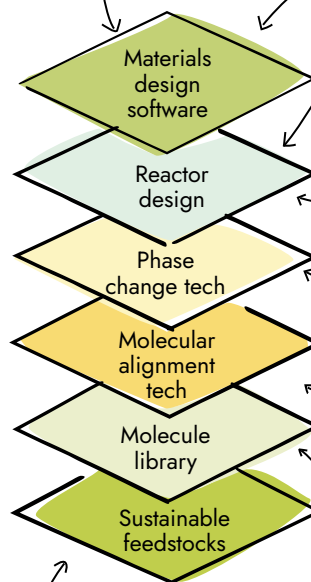 Materials
design
software
Reactor
design
Phase
change tech
Molecular
alignment
tech
Molecule
library
Sustainable
feedstocks